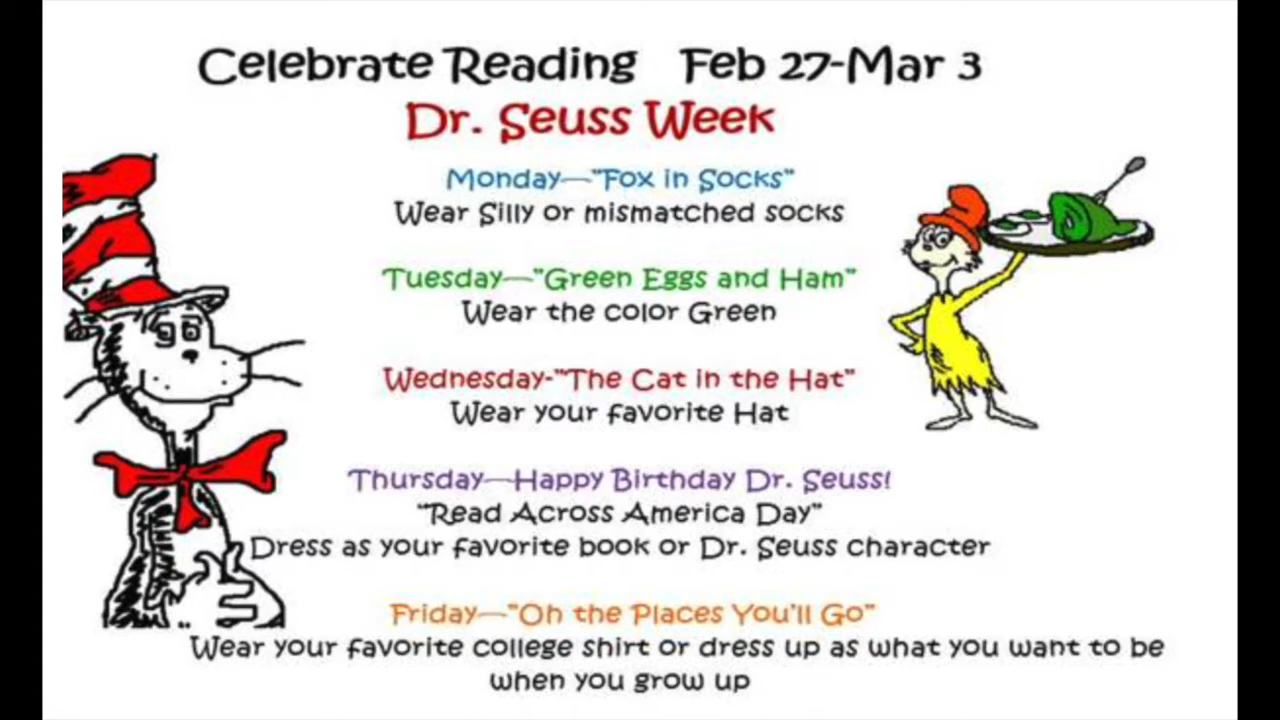 Celebrate Reading Feb 27-Mar 3
Dr. Seuss Week
Monday—"Fox in Socks"
Wear Silly or mismatched socks
Tuesday—"Green Eggs and Ham"
Wear the color Green
Wednesday-"The Cat in the Hat"
Wear your favorite Hat
Thursday—Happy Birthday Dr. Seuss!
"Read Across America Day"
Dress as your favorite book or Dr. Seuss character
Friday—"Oh the Places You'll Go"
Wear your favorite college shirt or dress up as what you want to be
when you grow up